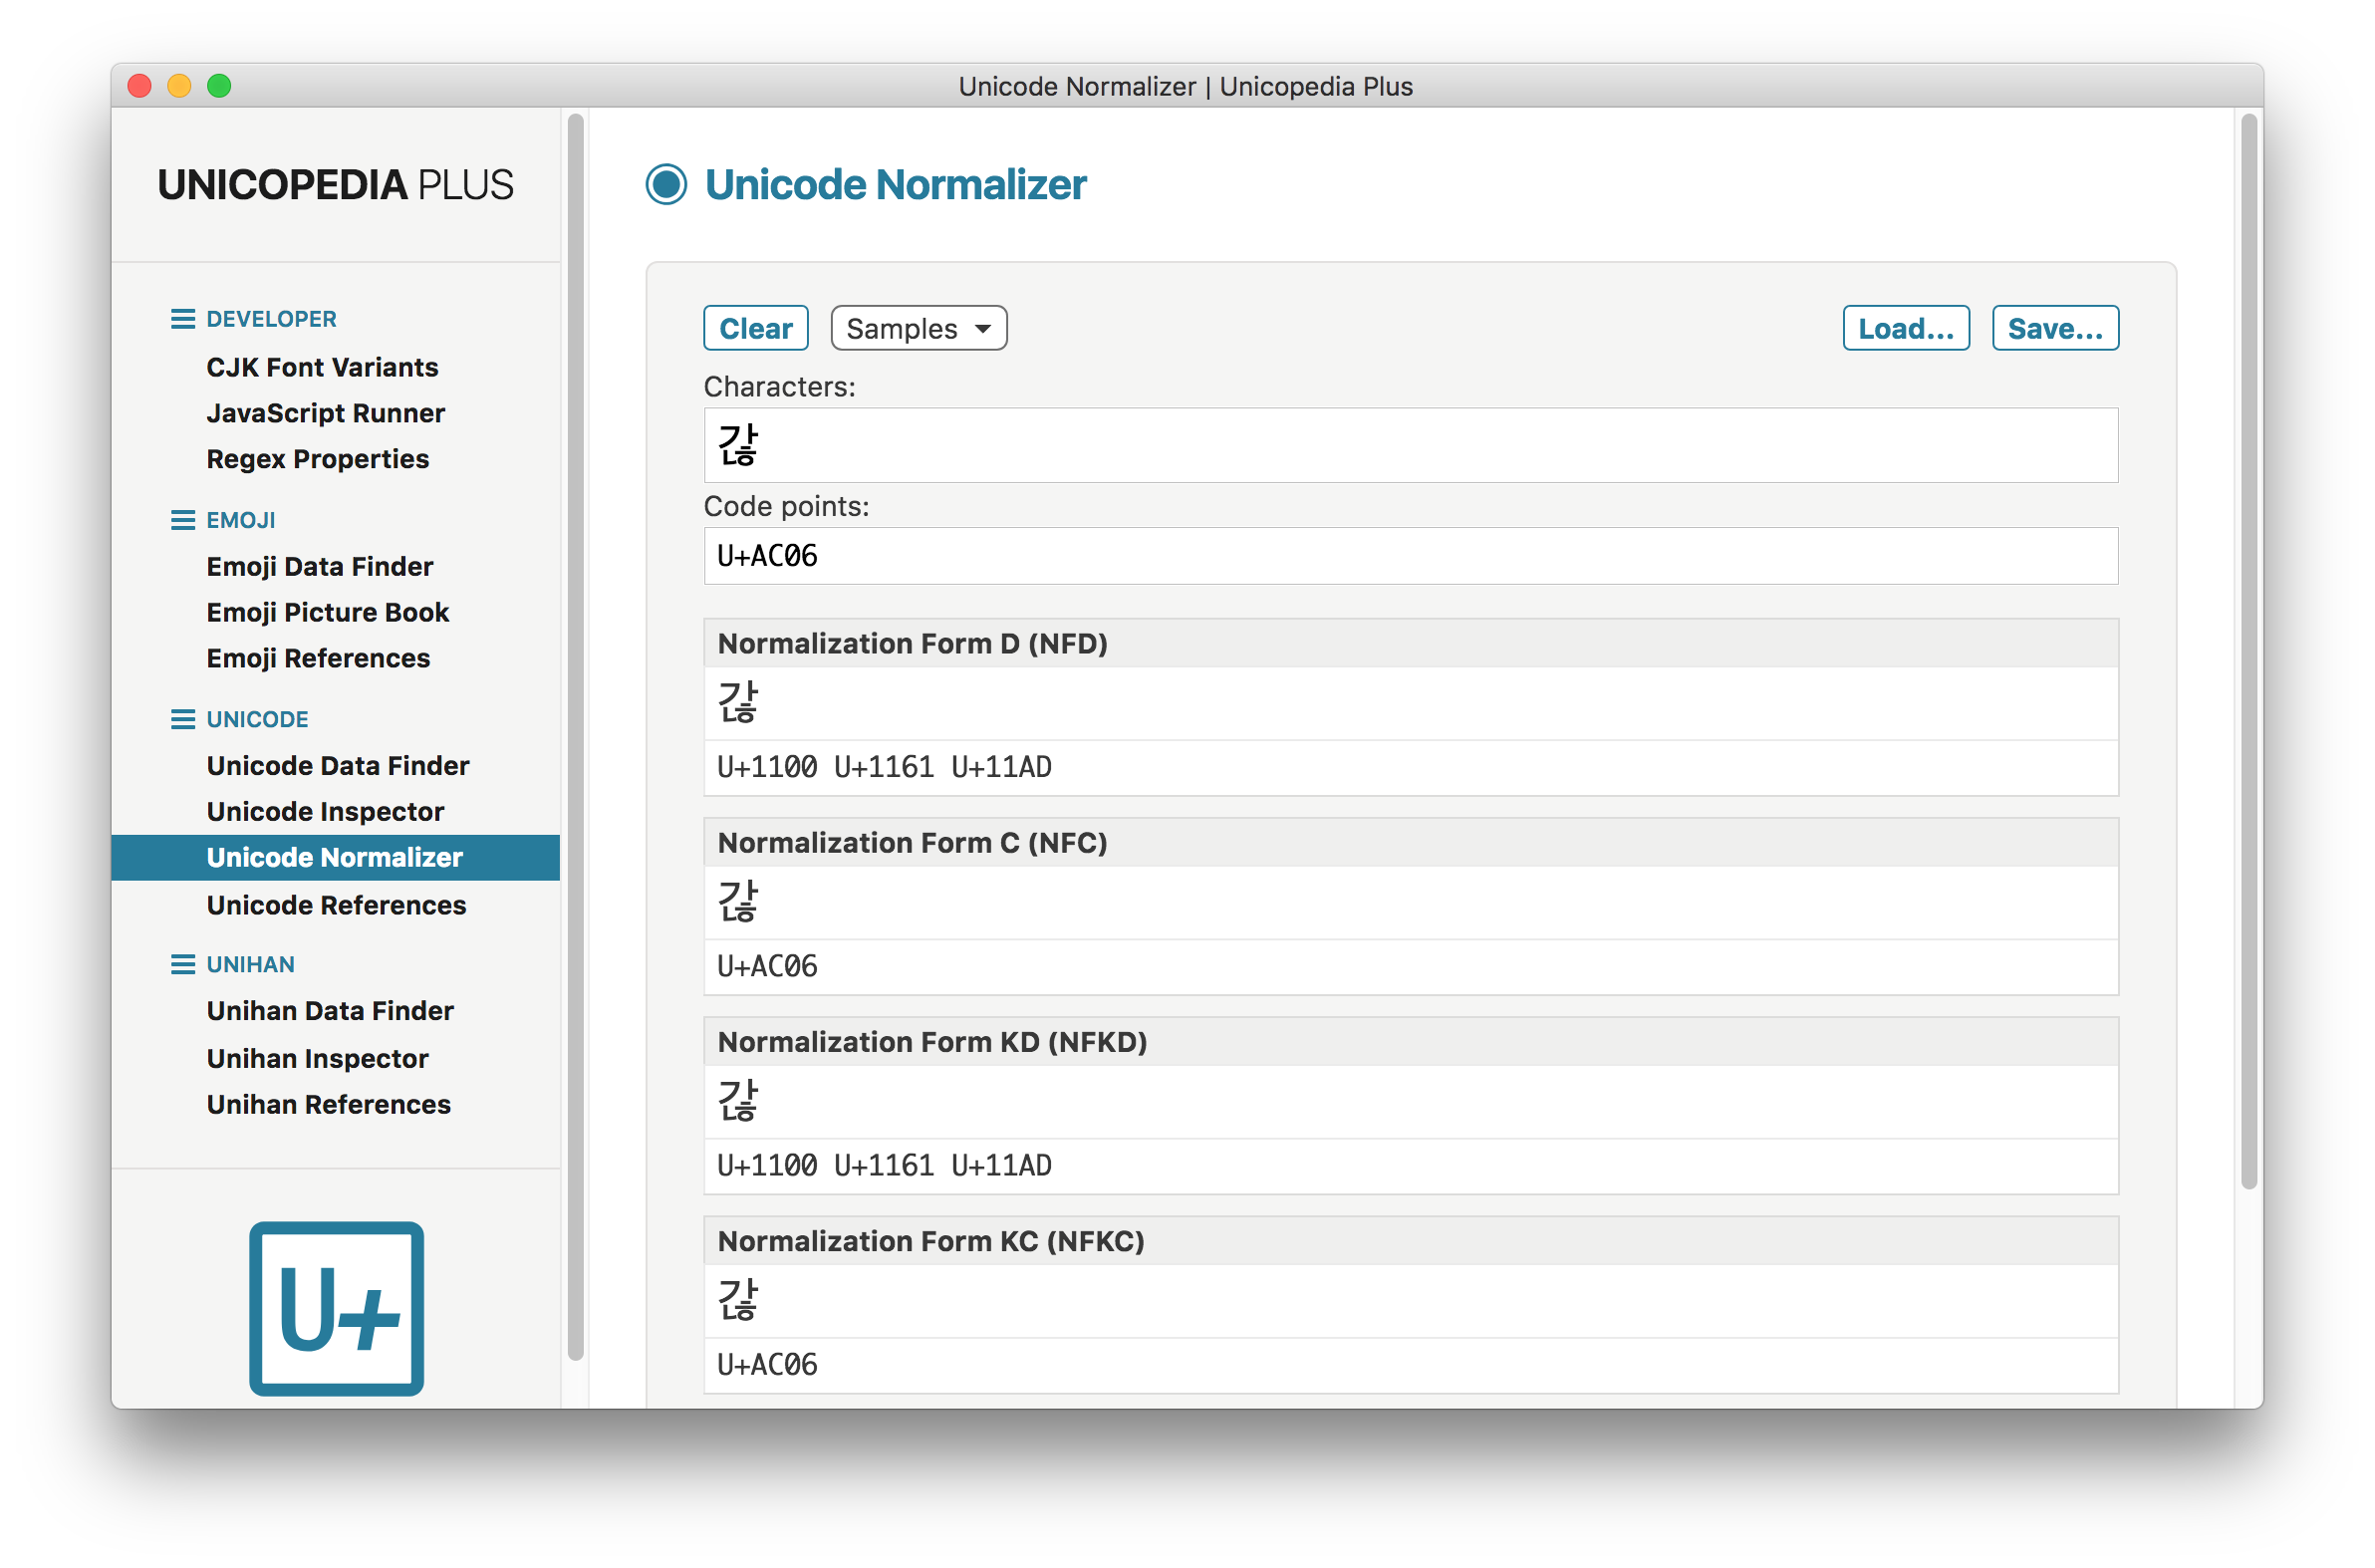 Unicode Normalizer | Unicopedia Plus
UNICOPEDIA PLUS
DEVELOPER
CJK Font Variants
JavaScript Runner
Regex Properties
EMOJI
Emoji Data Finder
Emoji Picture Book
Emoji References
UNICODE
Unicode Data Finder
Unicode Inspector
Unicode Normalizer
Unicode References
UNIHAN
Unihan Data Finder
Unihan Inspector
Unihan References
U+
Unicode Normalizer
Clear Samples Load... Save...
Characters:
갆
Code points:
U+AC06
Normalization Form D (NFD)
갆
U+1100 U+1161 U+11AD
Normalization Form C (NFC)
갆
U+AC06
Normalization Form KD (NFKD)
갆
U+1100 U+1161 U+11AD
Normalization Form KC (NFKC)
갆
U+AC06